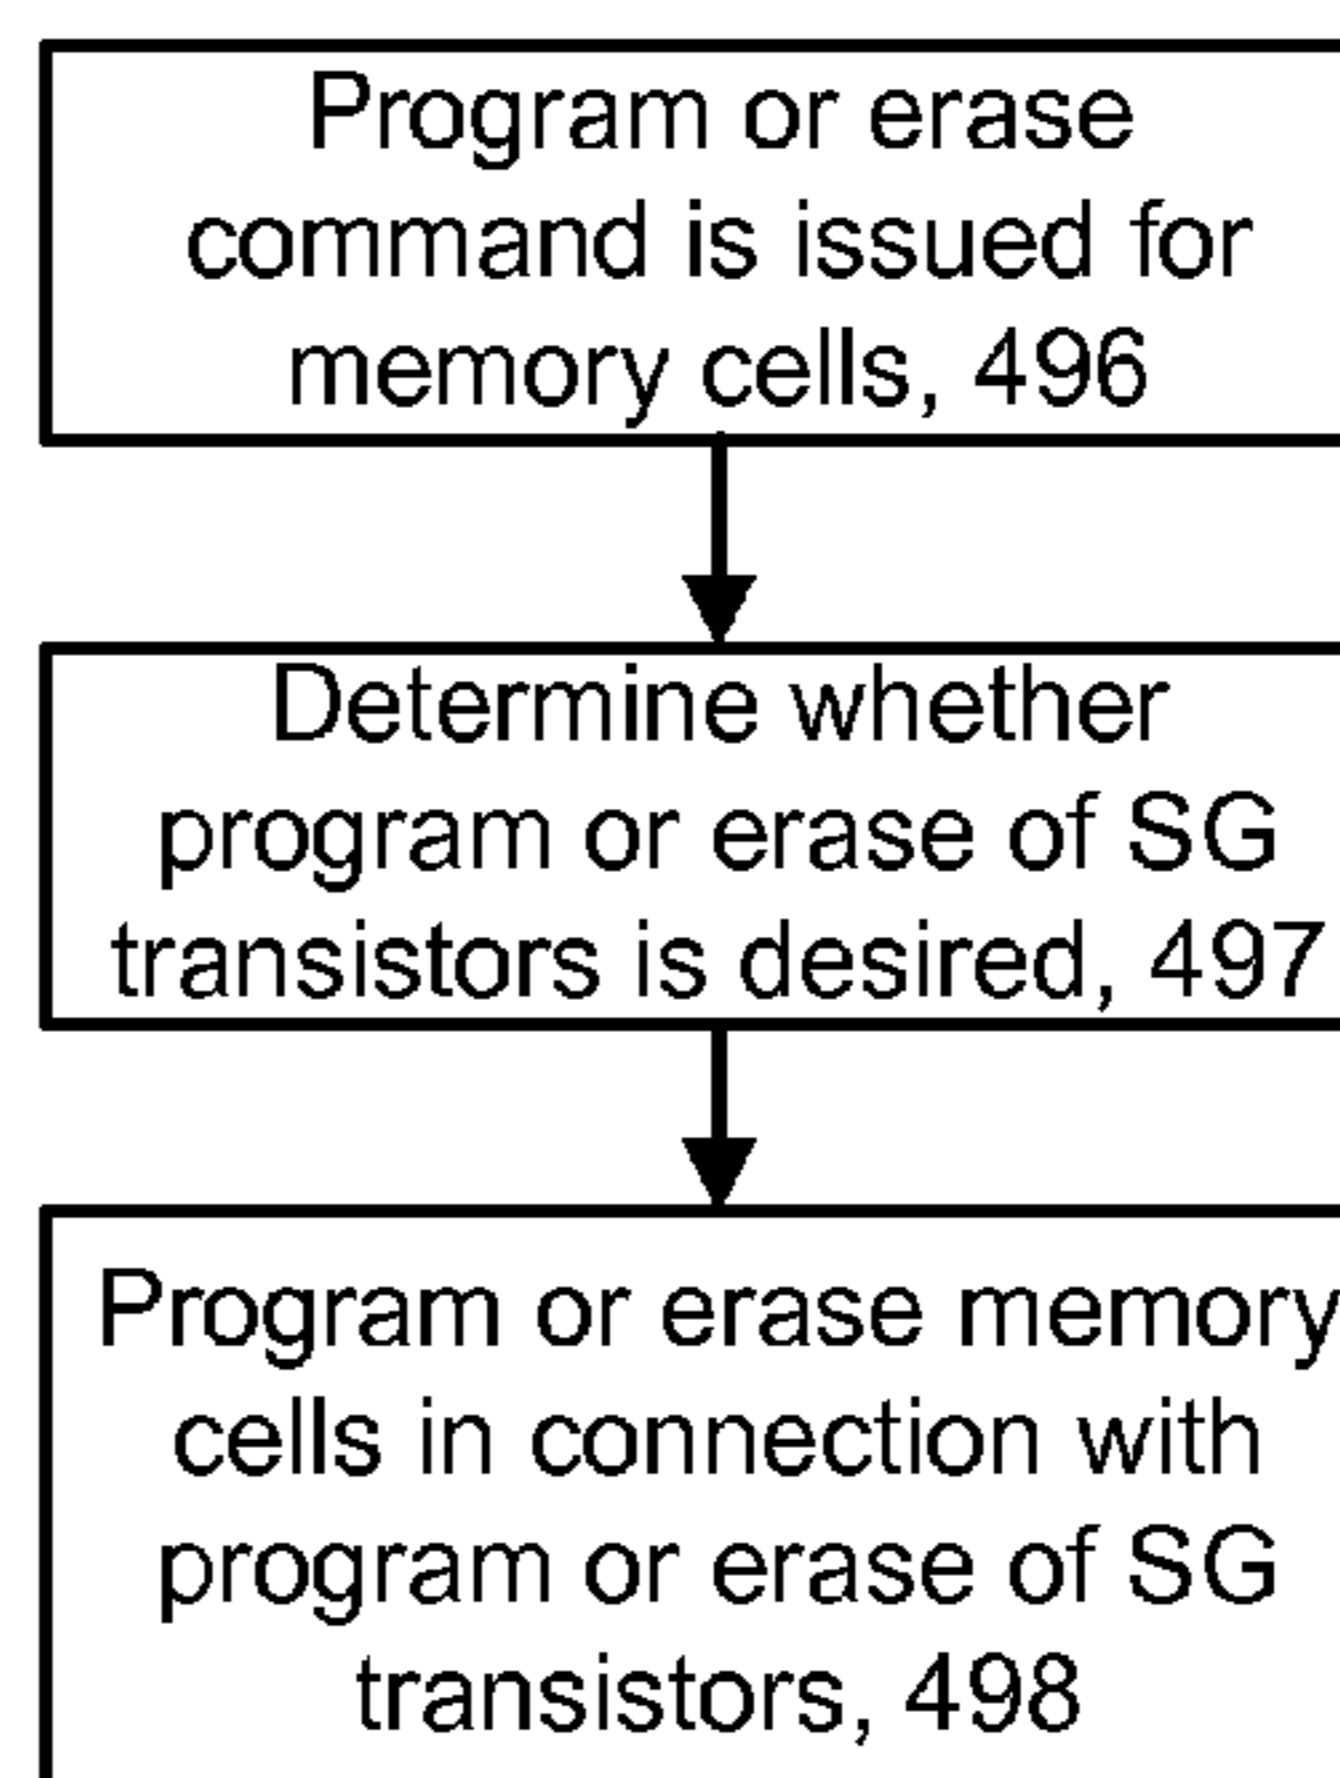 Program or erase
command is issued for
memory cells, 496
Determine whether
program or erase of SG
transistors is desired, 497
Program or erase memory
cells in connection with
program or erase of SG
transistors, 498